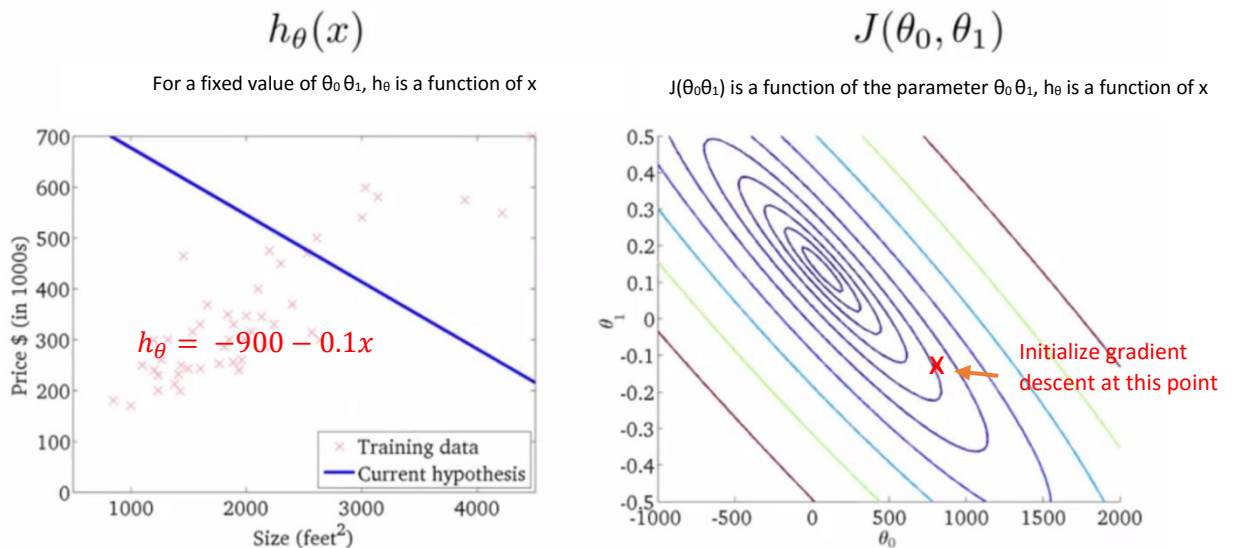 hθ(x)
For a fixed value of θ₀ θ₁, hθ is a function of x
700
600
500
400
300
200
100
0
1000
2000
3000
4000
Price $ (in 1000s)
Size (feet²)
hθ = −900 − 0.1x
Training data
Current hypothesis
J(θ₀, θ₁)
J(θ₀θ₁) is a function of the parameter θ₀ θ₁, hθ is a function of x
0.5
0.4
0.3
0.2
0.1
0
-0.1
-0.2
-0.3
-0.4
-0.5
-1000
-500
0
500
1000
1500
2000
θ₁
θ₀
X
Initialize gradient
descent at this point